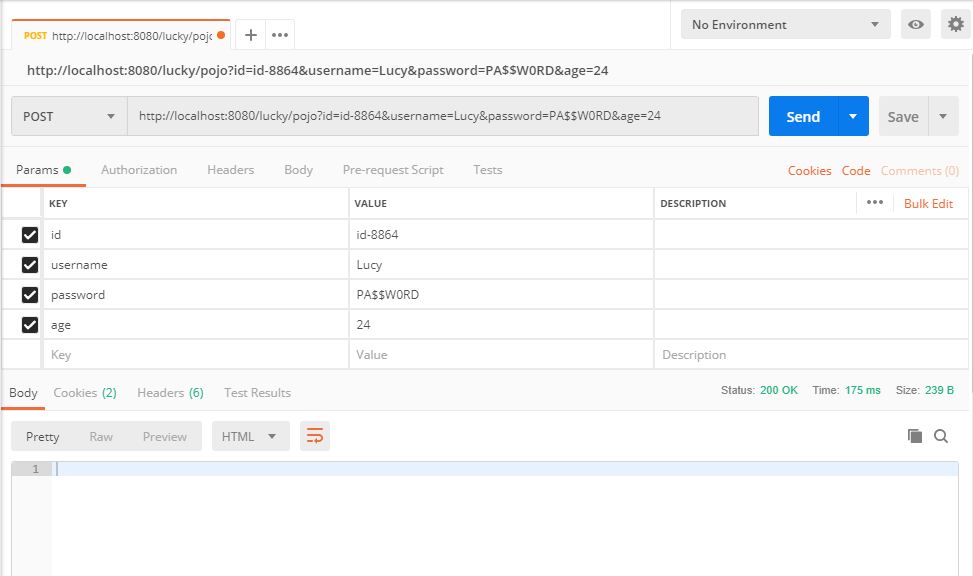 POST http://localhost:8080/lucky/pojo
No Environment
http://localhost:8080/lucky/pojo?id=id-8864&username=Lucy&password=PA$$W0RD&age=24
POST http://localhost:8080/lucky/pojo?id=id-8864&username=Lucy&password=PA$$W0RD&age=24 Send Save
Params Authorization Headers Body Pre-request Script Tests Cookies Code Comments (0)
KEY VALUE DESCRIPTION Bulk Edit
id id-8864
username Lucy
password PA$$W0RD
age 24
Key Value Description
Body Cookies (2) Headers (6) Test Results Status: 200 OK Time: 175 ms Size: 239 B
Pretty Raw Preview HTML
1